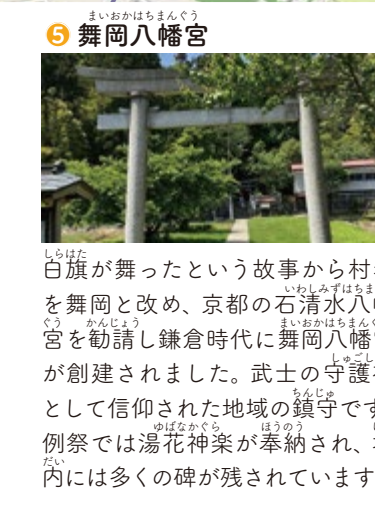 まいおかはちまんぐう
❺ 舞岡八幡宮
しらはた
白旗が舞ったという故事から村
いわしみずはちま
を舞岡と改め、京都の石清水八
ぐう かんじょう まいおかはちまん
宮を勧請し鎌倉時代に舞岡八幡
しゅごし
が創建されました。武士の守護
ちんじゅ
として信仰された地域の鎮守です
ゆばなかぐら ほうのう
例祭では湯花神楽が奉納され、
だい
内には多くの碑が残されています